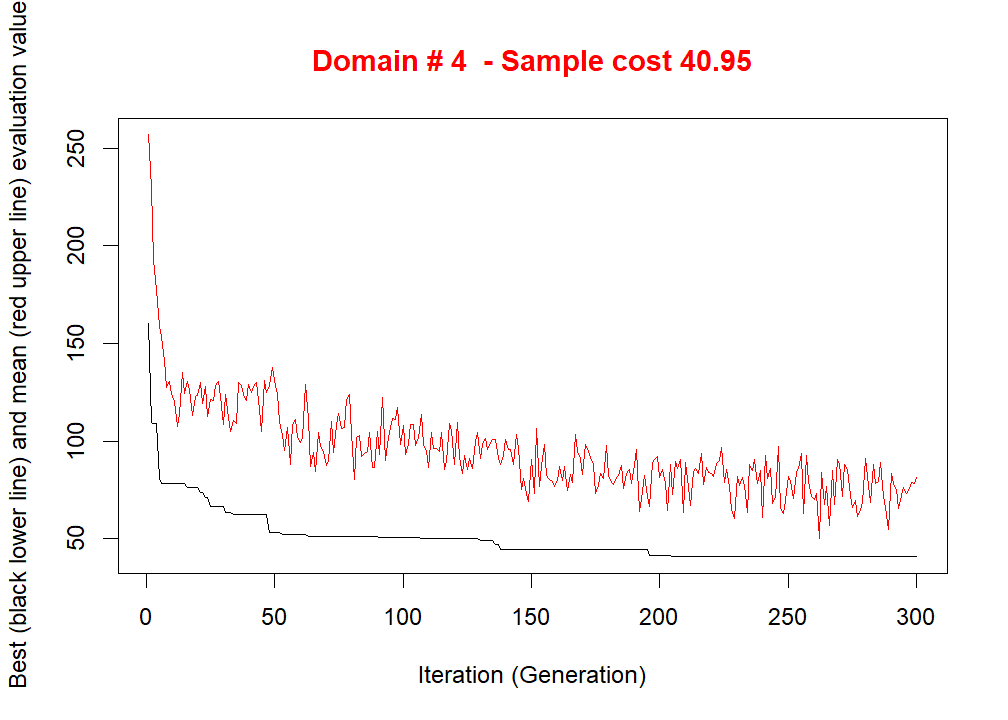 Domain # 4  - Sample cost 40.95
Best (black lower line) and mean (red upper line) evaluation value
250
200
150
100
50
0 50 100 150 200 250 300
Iteration (Generation)